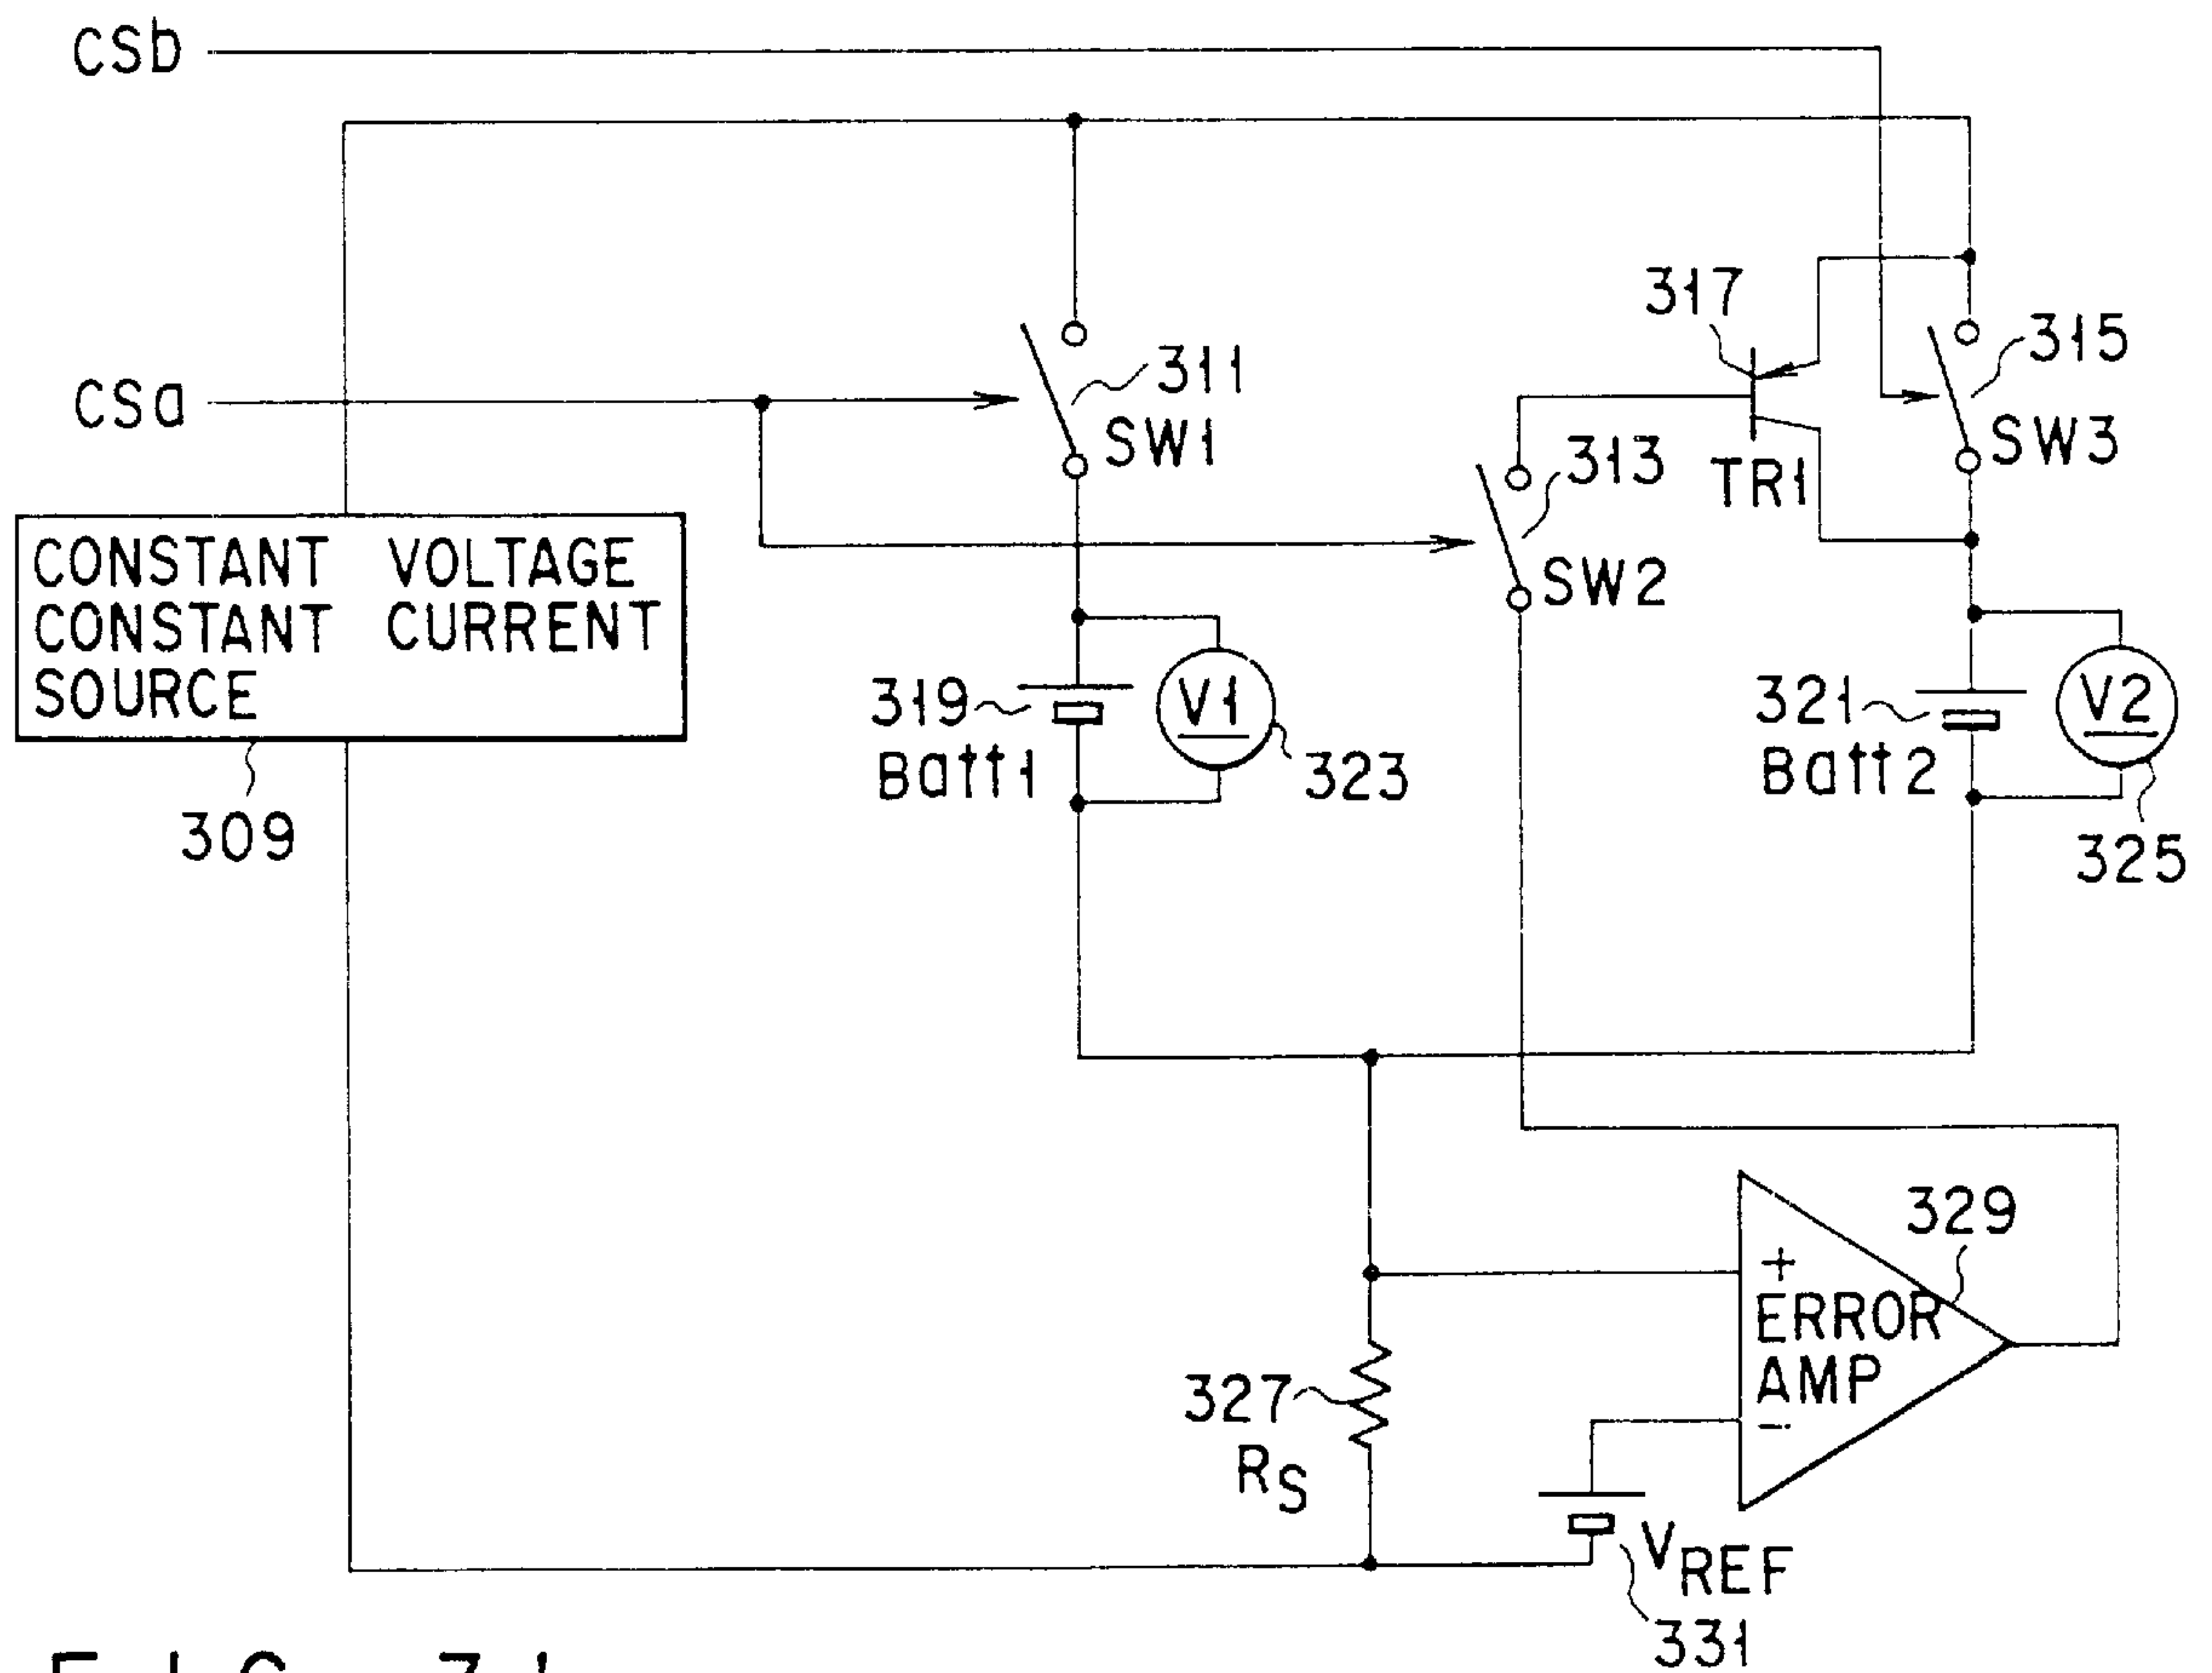 CSb
317
315
311
CSa
SW1
SW3
313
TR1
CONSTANT VOLTAGE
CONSTANT CURRENT
SOURCE
SW2
319
V1
321
V2
Batt1
323
Batt2
309
325
329
+
ERROR
AMP
327
−
RS
VREF
331